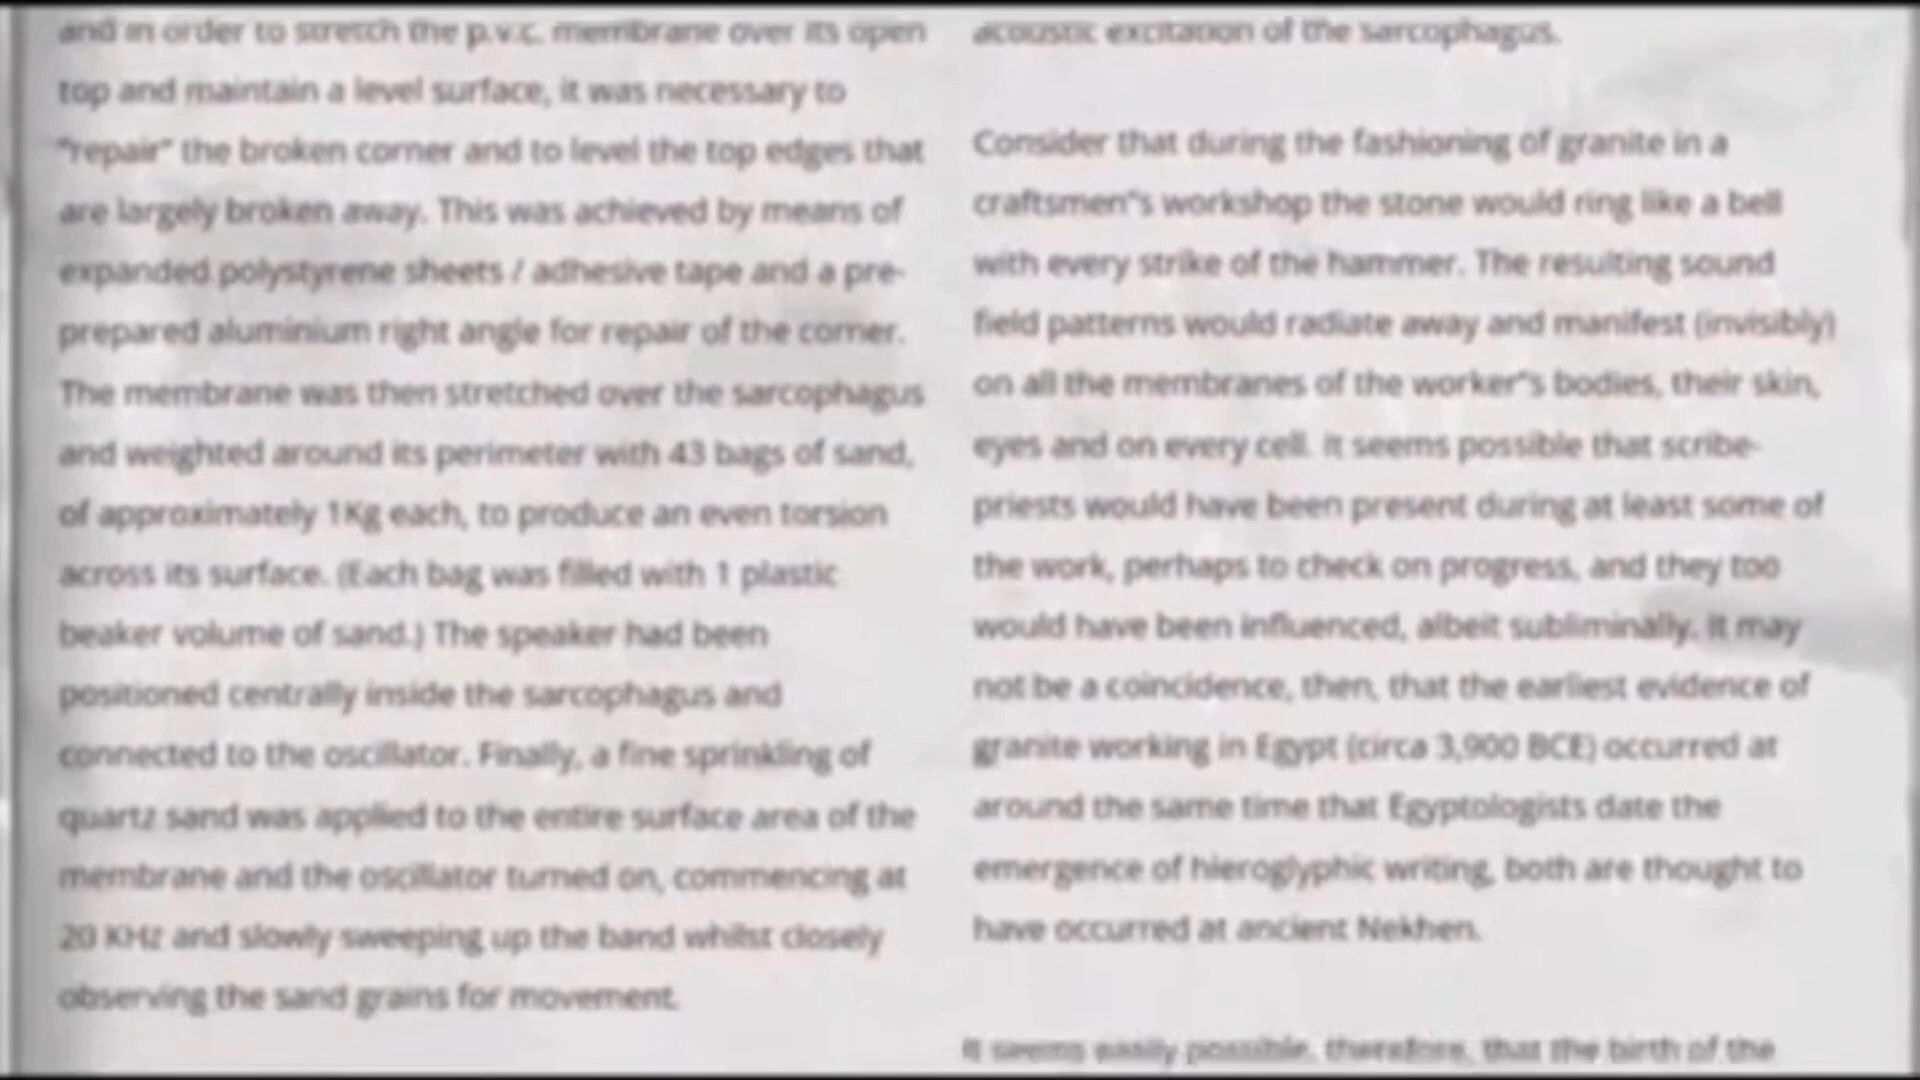 and in order to stretch the p.v.c. membrane over its open
top and maintain a level surface, it was necessary to
"repair" the broken corner and to level the top edges that
are largely broken away. This was achieved by means of
expanded polystyrene sheets / adhesive tape and a pre-
prepared aluminium right angle for repair of the corner.
The membrane was then stretched over the sarcophagus
and weighted around its perimeter with 43 bags of sand,
of approximately 1Kg each, to produce an even torsion
across its surface. (Each bag was filled with 1 plastic
beaker volume of sand.) The speaker had been
positioned centrally inside the sarcophagus and
connected to the oscillator. Finally, a fine sprinkling of
quartz sand was applied to the entire surface area of the
membrane and the oscillator turned on, commencing at
20 KHz and slowly sweeping up the band whilst closely
observing the sand grains for movement.
acoustic excitation of the sarcophagus.
Consider that during the fashioning of granite in a
craftsmen"s workshop the stone would ring like a bell
with every strike of the hammer. The resulting sound
field patterns would radiate away and manifest (invisibly)
on all the membranes of the worker"s bodies, their skin,
eyes and on every cell. It seems possible that scribe-
priests would have been present during at least some of
the work, perhaps to check on progress, and they too
would have been influenced, albeit subliminally. It may
not be a coincidence, then, that the earliest evidence of
granite working in Egypt (circa 3,900 BCE) occurred at
around the same time that Egyptologists date the
emergence of hieroglyphic writing, both are thought to
have occurred at ancient Nekhen.
It seems easily possible, therefore, that the birth of the